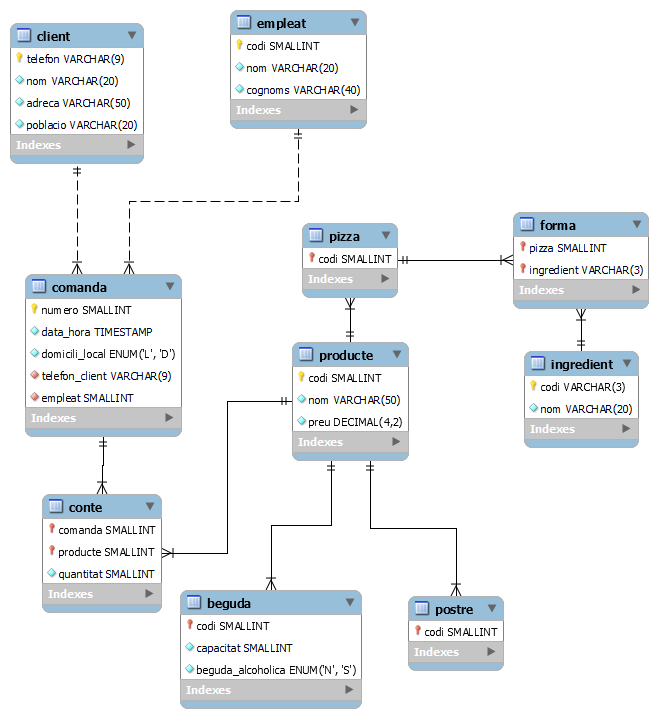 client
telefon VARCHAR(9)
nom VARCHAR(20)
adreca VARCHAR(50)
poblacio VARCHAR(20)
Indexes
empleat
codi SMALLINT
nom VARCHAR(20)
cognoms VARCHAR(40)
Indexes
pizza
codi SMALLINT
Indexes
forma
pizza SMALLINT
ingredient VARCHAR(3)
Indexes
comanda
numero SMALLINT
data_hora TIMESTAMP
domicili_local ENUM('L', 'D')
telefon_client VARCHAR(9)
empleat SMALLINT
Indexes
producte
codi SMALLINT
nom VARCHAR(50)
preu DECIMAL(4,2)
Indexes
ingredient
codi VARCHAR(3)
nom VARCHAR(20)
Indexes
conte
comanda SMALLINT
producte SMALLINT
quantitat SMALLINT
Indexes
beguda
codi SMALLINT
capacitat SMALLINT
beguda_alcoholica ENUM('N', 'S')
Indexes
postre
codi SMALLINT
Indexes